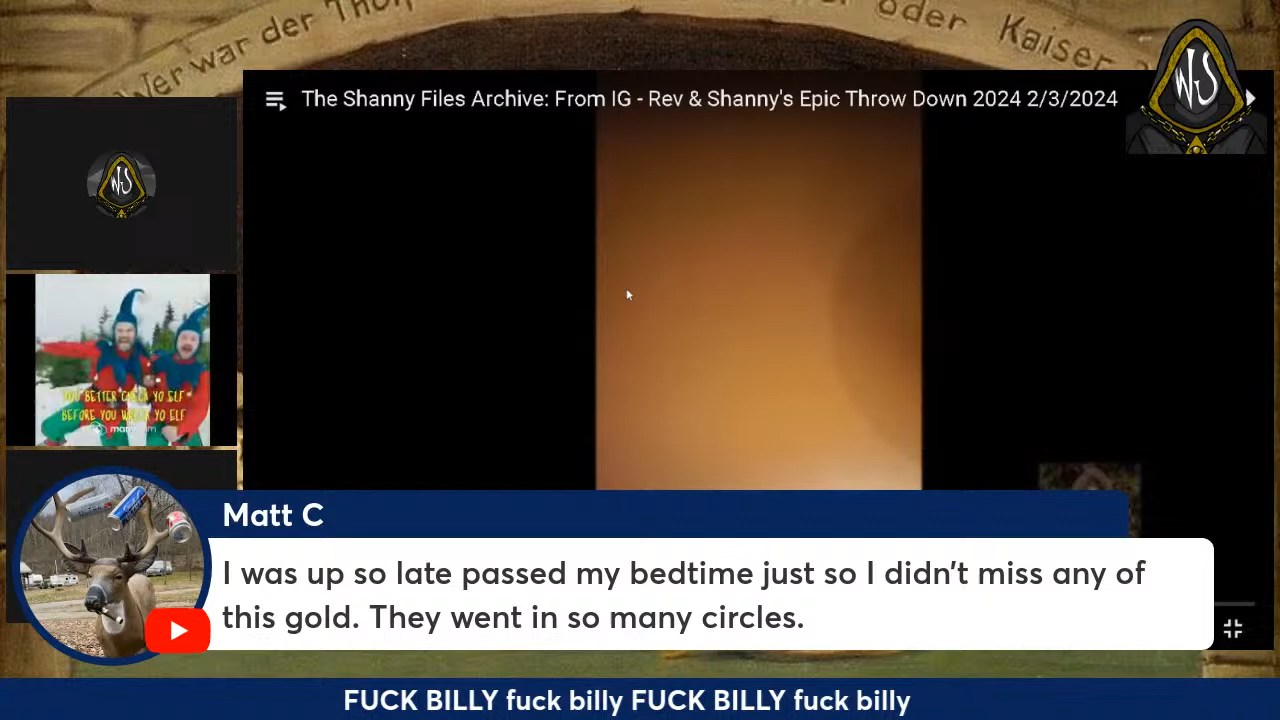 Wer war der Thor
oder Kaiser
The Shanny Files Archive: From IG - Rev & Shanny's Epic Throw Down 2024 2/3/2024
WS
WS
YOU BETTER CHECK YO ELF
BEFORE YOU WRECK YO ELF
Matt C
I was up so late passed my bedtime just so I didn't miss any of
this gold. They went in so many circles.
FUCK BILLY fuck billy FUCK BILLY fuck billy